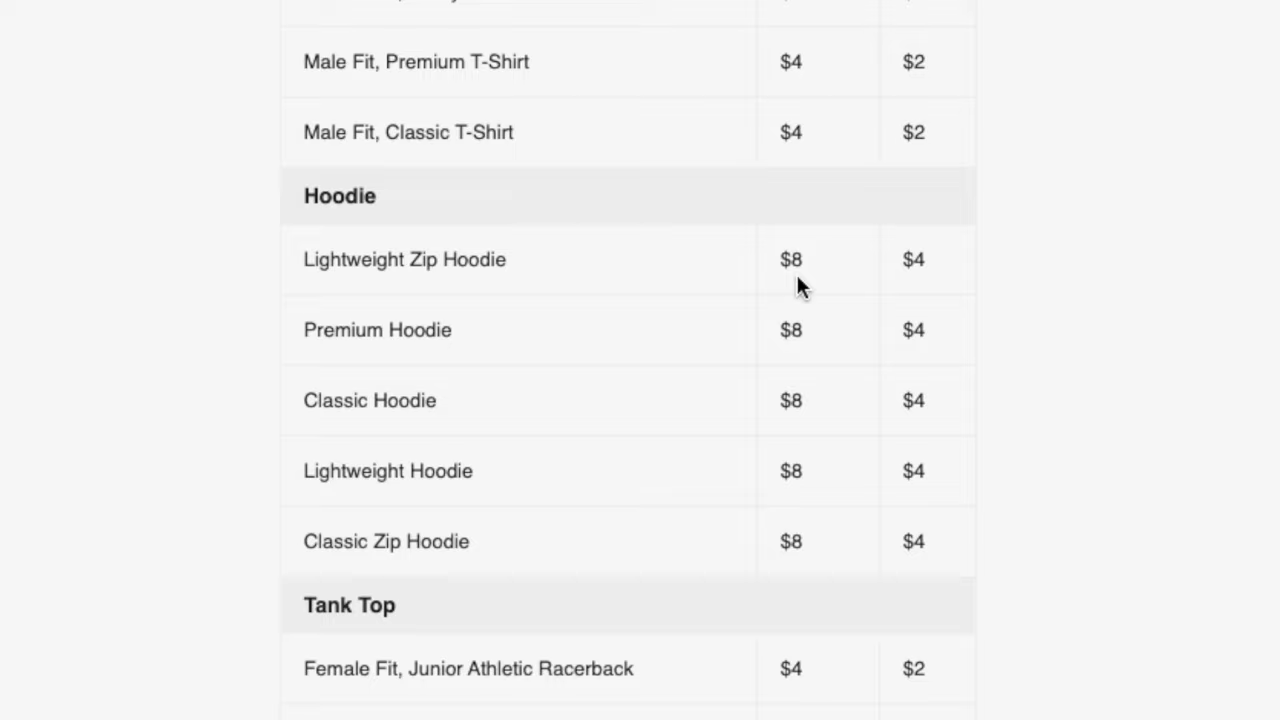 Male Fit, Premium T-Shirt $4 $2
Male Fit, Classic T-Shirt $4 $2
Hoodie
Lightweight Zip Hoodie $8 $4
Premium Hoodie $8 $4
Classic Hoodie $8 $4
Lightweight Hoodie $8 $4
Classic Zip Hoodie $8 $4
Tank Top
Female Fit, Junior Athletic Racerback $4 $2